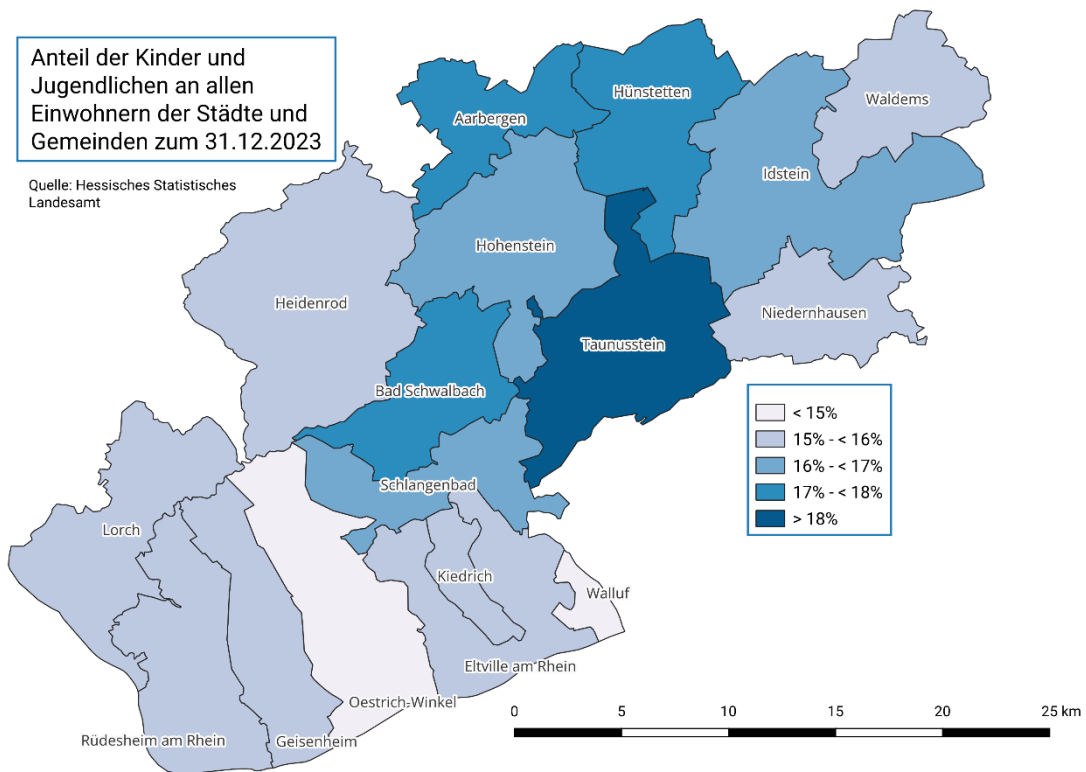 Anteil der Kinder und
Jugendlichen an allen
Einwohnern der Städte und
Gemeinden zum 31.12.2023
Quelle: Hessisches Statistisches
Landesamt
Hünstetten
Waldems
Aarbergen
Idstein
Hohenstein
Heidenrod
Niedernhausen
Taunusstein
Bad Schwalbach
< 15%
15% - < 16%
16% - < 17%
17% - < 18%
> 18%
Schlangenbad
Lorch
Kiedrich
Walluf
Eltville am Rhein
Oestrich-Winkel
Rüdesheim am Rhein
Geisenheim
0 5 10 15 20 25 km